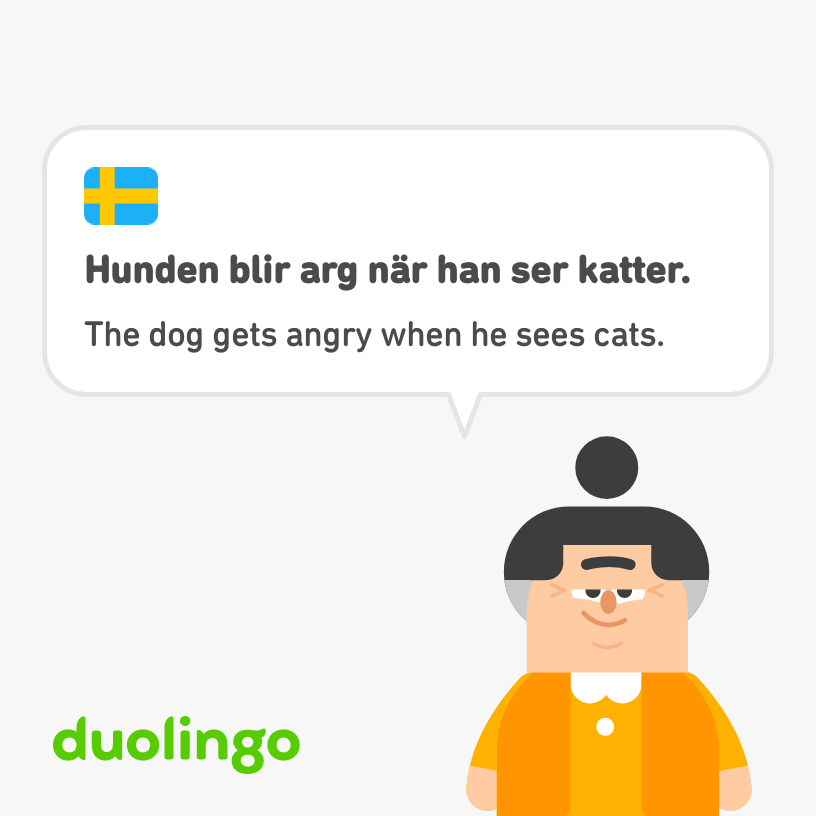 Hunden blir arg när han ser katter.
The dog gets angry when he sees cats.
duolingo